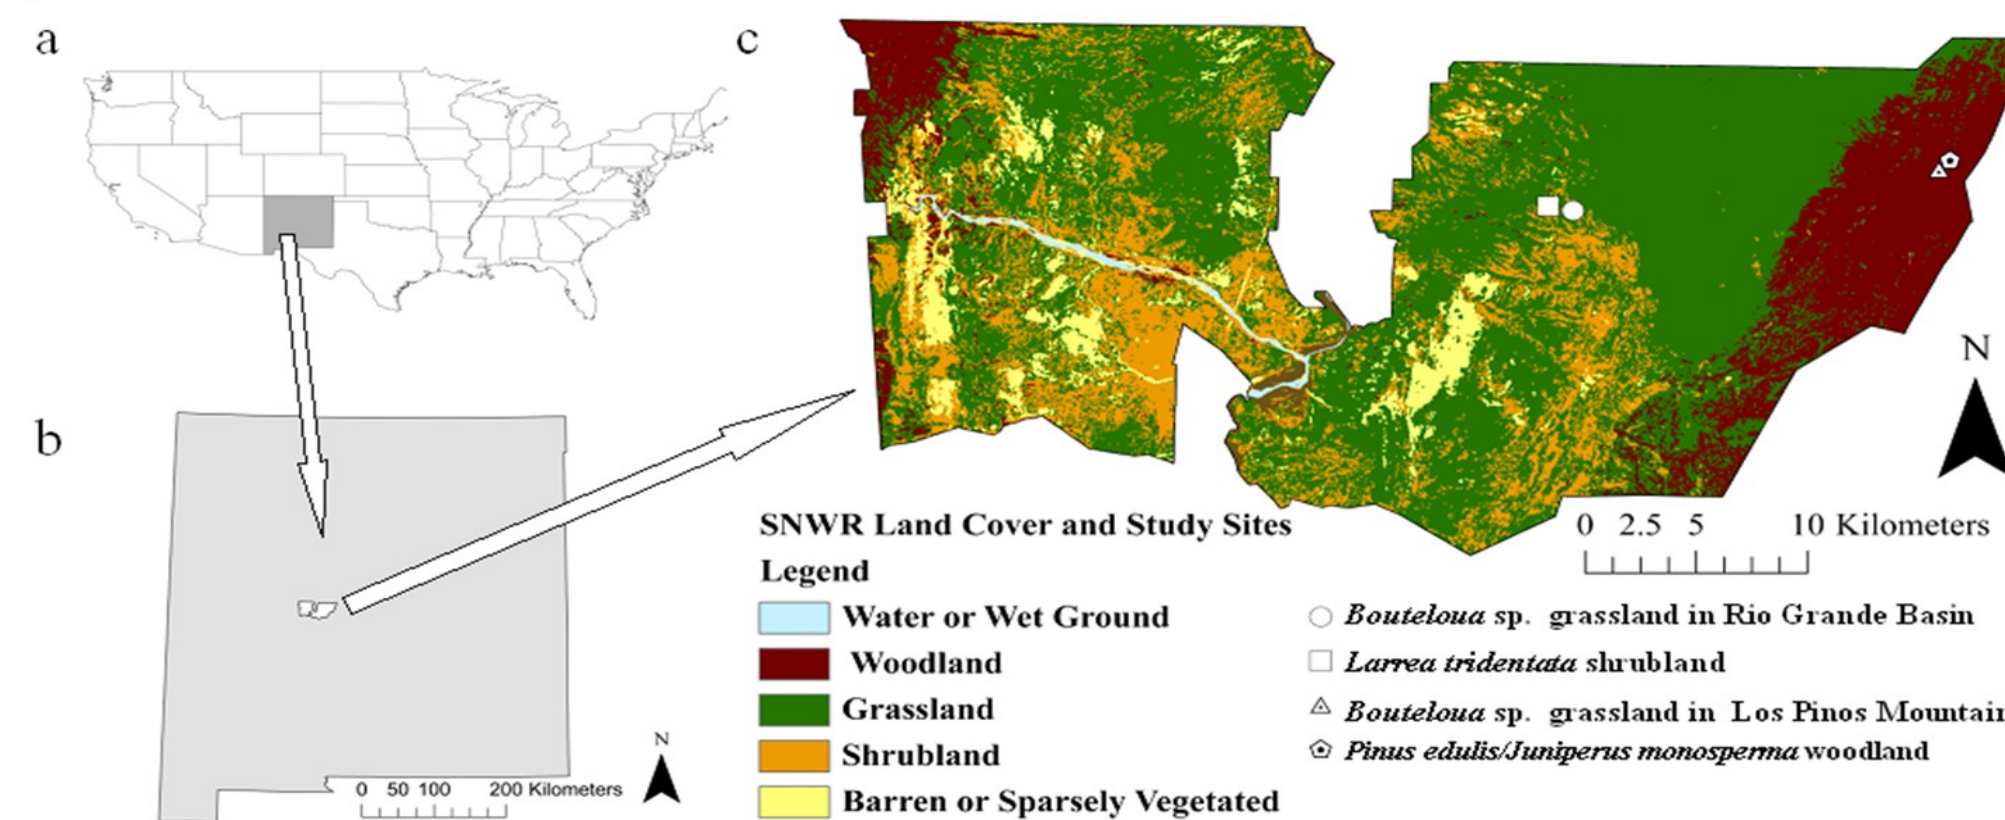 a
c
b
N
N
0 50 100 200 Kilometers
0 2.5 5 10 Kilometers
SNWR Land Cover and Study Sites
Legend
Water or Wet Ground
Woodland
Grassland
Shrubland
Barren or Sparsely Vegetated
Bouteloua sp. grassland in Rio Grande Basin
Larrea tridentata shrubland
Bouteloua sp. grassland in Los Pinos Mountain
Pinus edulis/Juniperus monosperma woodland